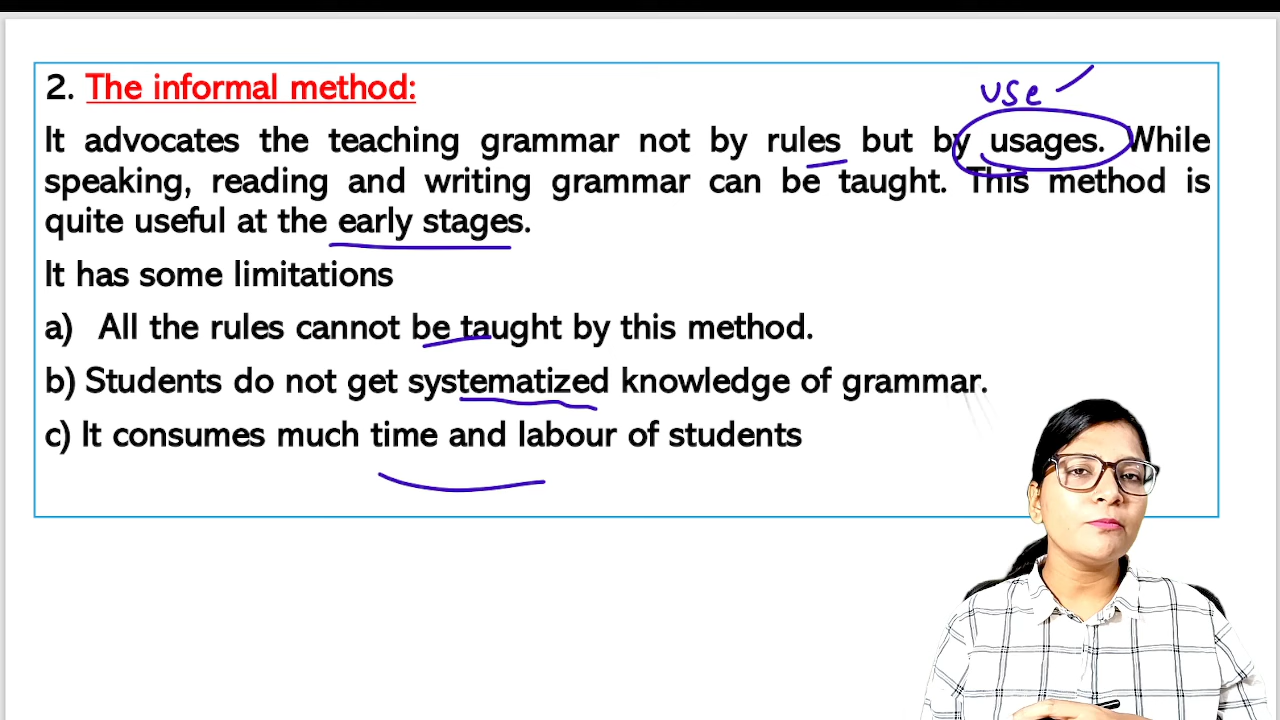 use
2. The informal method:
It advocates the teaching grammar not by rules but by usages. While
speaking, reading and writing grammar can be taught. This method is
quite useful at the early stages.
It has some limitations
a) All the rules cannot be taught by this method.
b) Students do not get systematized knowledge of grammar.
c) It consumes much time and labour of students